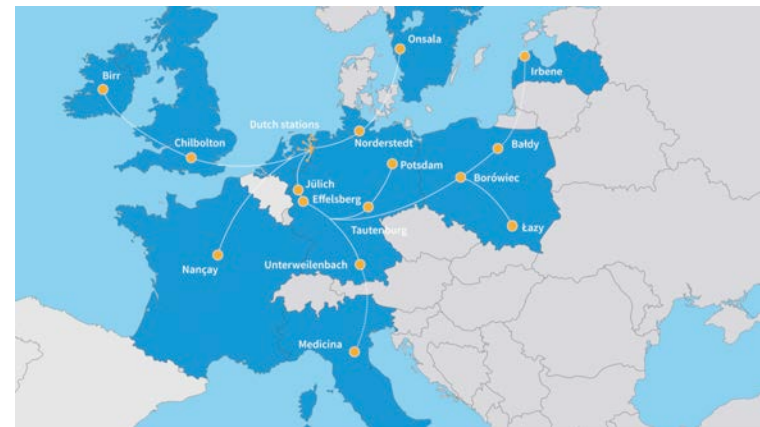 Onsala
Birr
Irbene
Dutch stations
Chilbolton
Norderstedt
Bałdy
Potsdam
Borówiec
Jülich
Effelsberg
Tautenburg
Łazy
Unterweilenbach
Nançay
Medicina